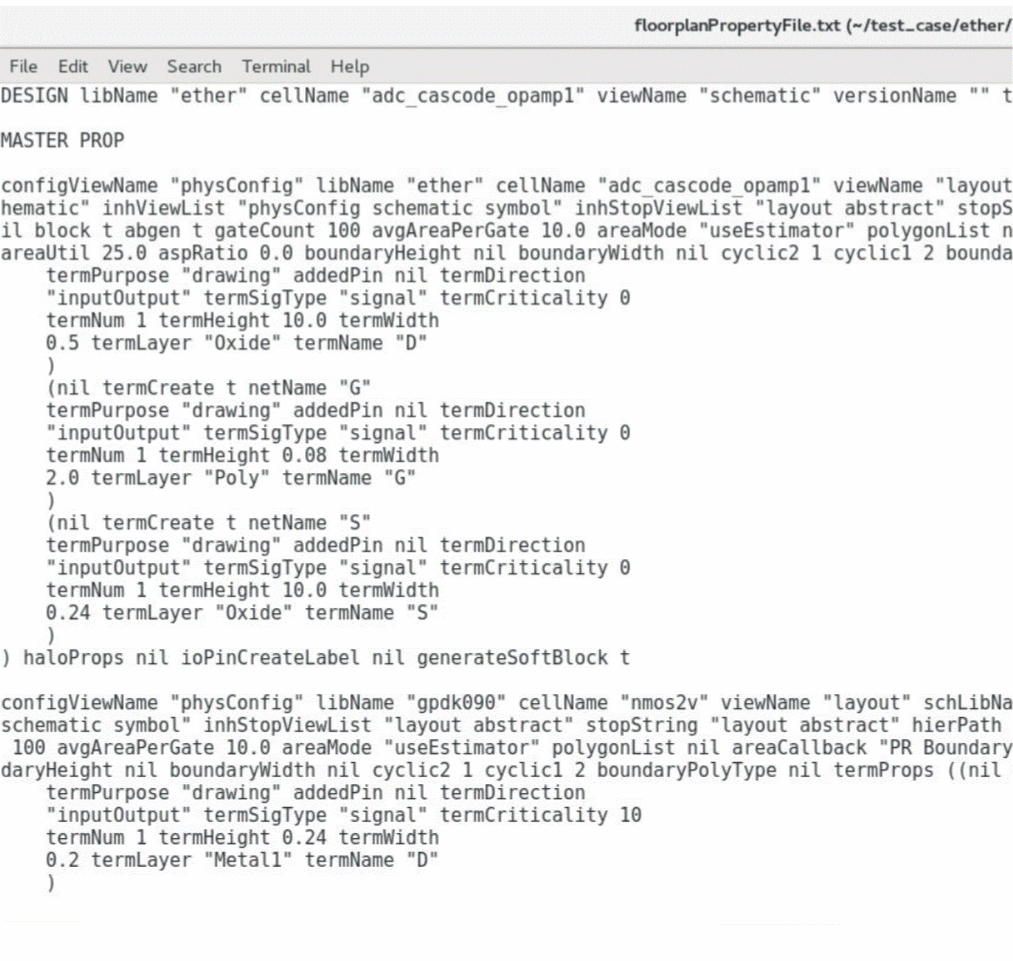 floorplanPropertyFile.txt (~/test_case/ether/
File Edit View Search Terminal Help
DESIGN libName "ether" cellName "adc_cascode_opamp1" viewName "schematic" versionName "" t
MASTER PROP
configViewName "physConfig" libName "ether" cellName "adc_cascode_opamp1" viewName "layout
hematic" inhViewList "physConfig schematic symbol" inhStopViewList "layout abstract" stopS
il block t abgen t gateCount 100 avgAreaPerGate 10.0 areaMode "useEstimator" polygonList n
areaUtil 25.0 aspRatio 0.0 boundaryHeight nil boundaryWidth nil cyclic2 1 cyclic1 2 bounda
termPurpose "drawing" addedPin nil termDirection
"inputOutput" termSigType "signal" termCriticality 0
termNum 1 termHeight 10.0 termWidth
0.5 termLayer "Oxide" termName "D"
)
(nil termCreate t netName "G"
termPurpose "drawing" addedPin nil termDirection
"inputOutput" termSigType "signal" termCriticality 0
termNum 1 termHeight 0.08 termWidth
2.0 termLayer "Poly" termName "G"
)
(nil termCreate t netName "S"
termPurpose "drawing" addedPin nil termDirection
"inputOutput" termSigType "signal" termCriticality 0
termNum 1 termHeight 10.0 termWidth
0.24 termLayer "Oxide" termName "S"
)
) haloProps nil ioPinCreateLabel nil generateSoftBlock t
configViewName "physConfig" libName "gpdk090" cellName "nmos2v" viewName "layout" schLibNa
schematic symbol" inhStopViewList "layout abstract" stopString "layout abstract" hierPath
100 avgAreaPerGate 10.0 areaMode "useEstimator" polygonList nil areaCallback "PR Boundary
daryHeight nil boundaryWidth nil cyclic2 1 cyclic1 2 boundaryPolyType nil termProps ((nil
termPurpose "drawing" addedPin nil termDirection
"inputOutput" termSigType "signal" termCriticality 10
termNum 1 termHeight 0.24 termWidth
0.2 termLayer "Metal1" termName "D"
)